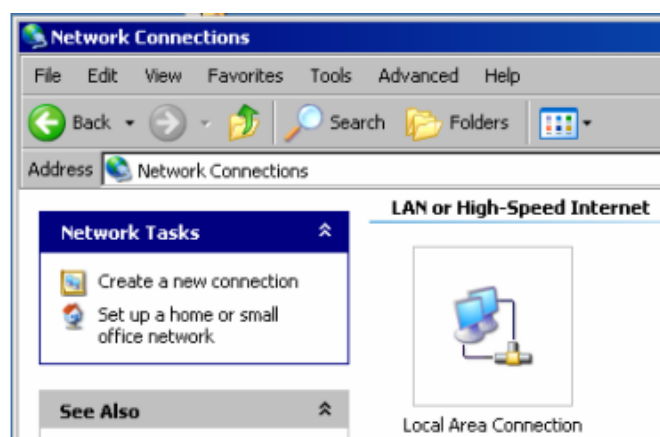 Network Connections
File Edit View Favorites Tools Advanced Help
Back Search Folders
Address Network Connections
LAN or High-Speed Internet
Network Tasks
Create a new connection
Set up a home or small
office network
See Also
Local Area Connection